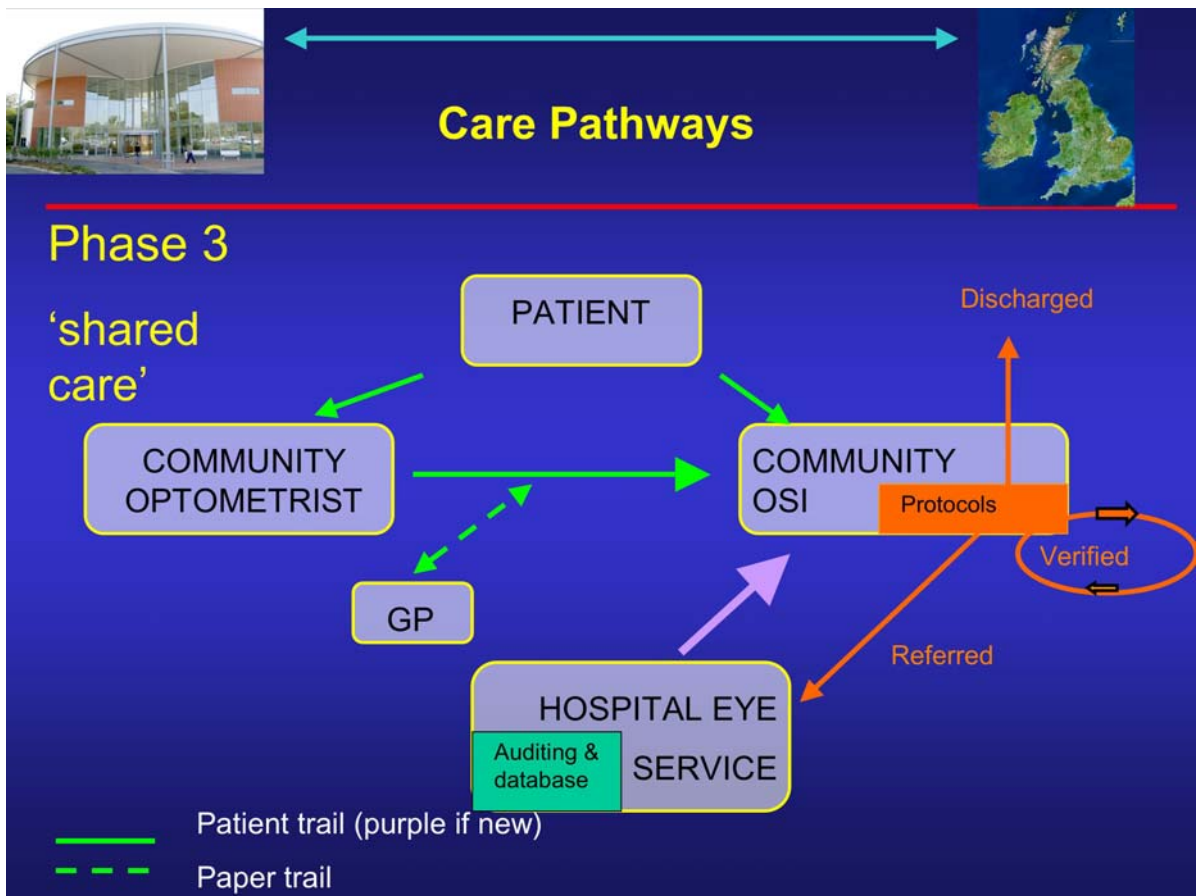 Care Pathways
Phase 3
‘shared
care’
PATIENT
Discharged
COMMUNITY
OPTOMETRIST
COMMUNITY
OSI
Protocols
Verified
GP
Referred
HOSPITAL EYE
SERVICE
Auditing &
database
Patient trail (purple if new)
Paper trail